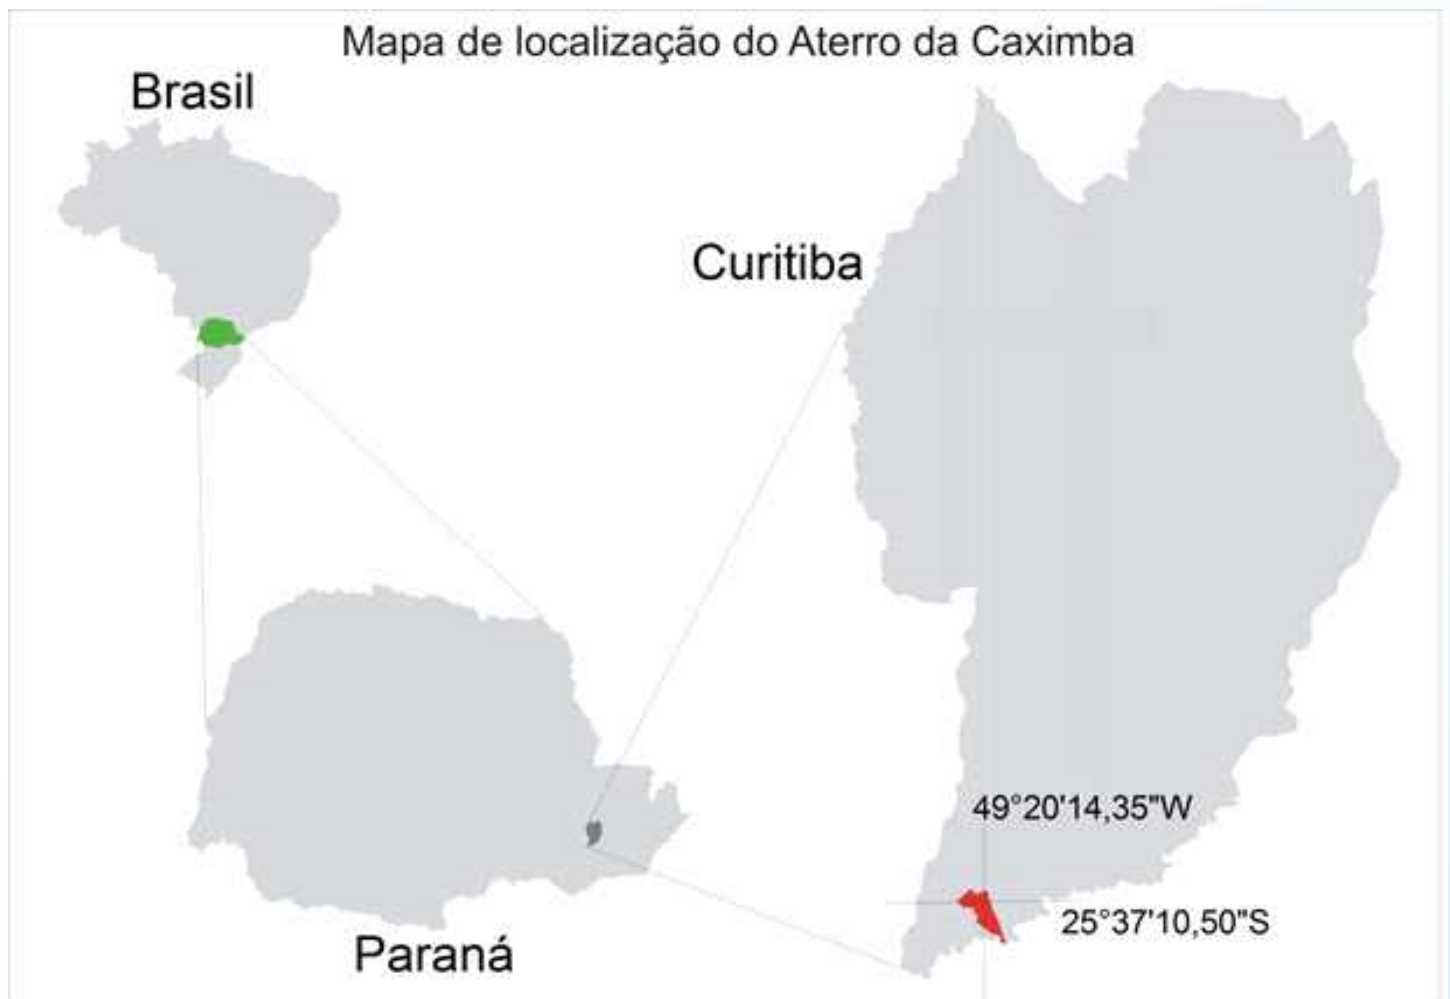 Mapa de localização do Aterro da Caximba
Brasil
Curitiba
49°20'14,35"W
25°37'10,50"S
Paraná